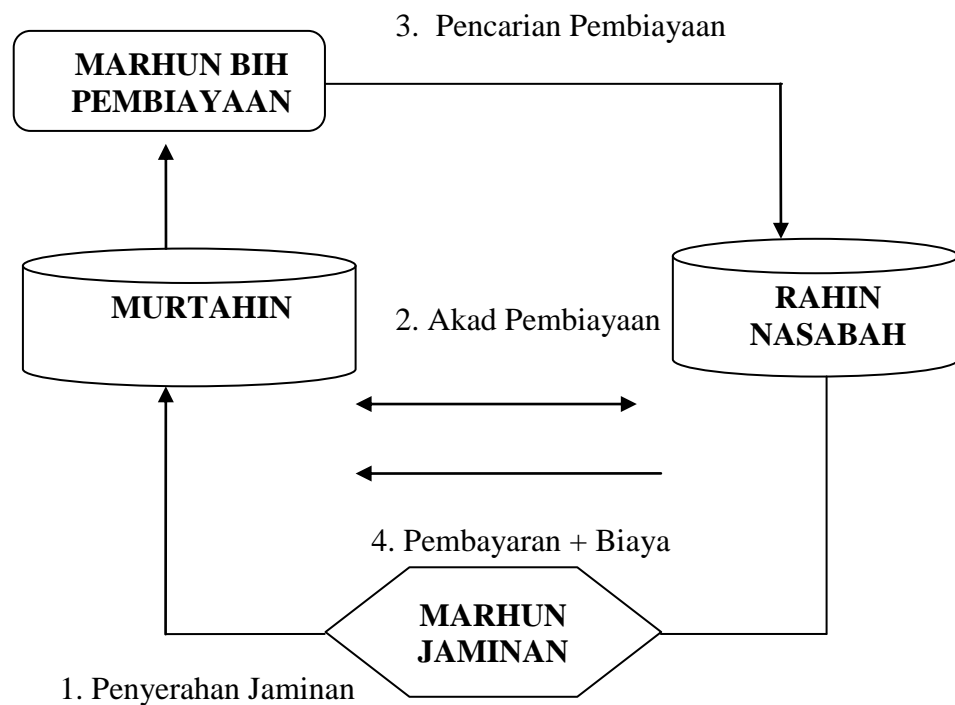 3. Pencarian Pembiayaan
MARHUN BIH
PEMBIAYAAN
MURTAHIN
RAHIN
NASABAH
2. Akad Pembiayaan
4. Pembayaran + Biaya
MARHUN
JAMINAN
1. Penyerahan Jaminan